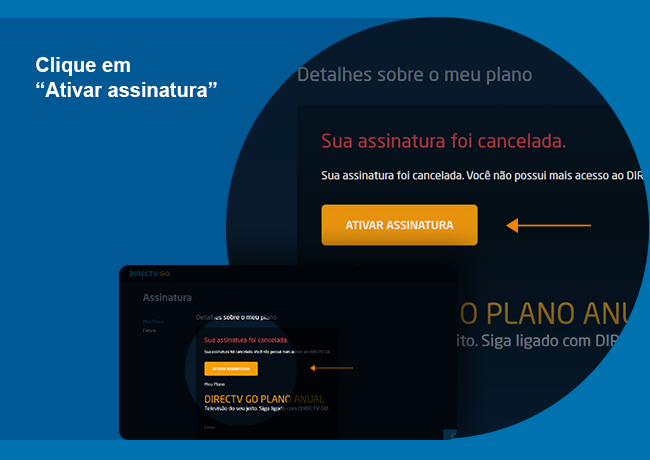 Clique em
“Ativar assinatura”
Detalhes sobre o meu plano
Sua assinatura foi cancelada.
Sua assinatura foi cancelada. Você não possui mais acesso ao DIR
ATIVAR ASSINATURA
O PLANO ANU
ito. Siga ligado com DIR
DIRECTV GO
Assinatura
Detalhes sobre o meu plano
Meu Plano
Fatura
Sua assinatura foi cancelada.
Sua assinatura foi cancelada. Você não possui mais acesso ao DIRECTV GO
ATIVAR ASSINATURA
Meu Plano
DIRECTV GO PLANO ANUAL
Televisão do seu jeito. Siga ligado com DIRECTV GO